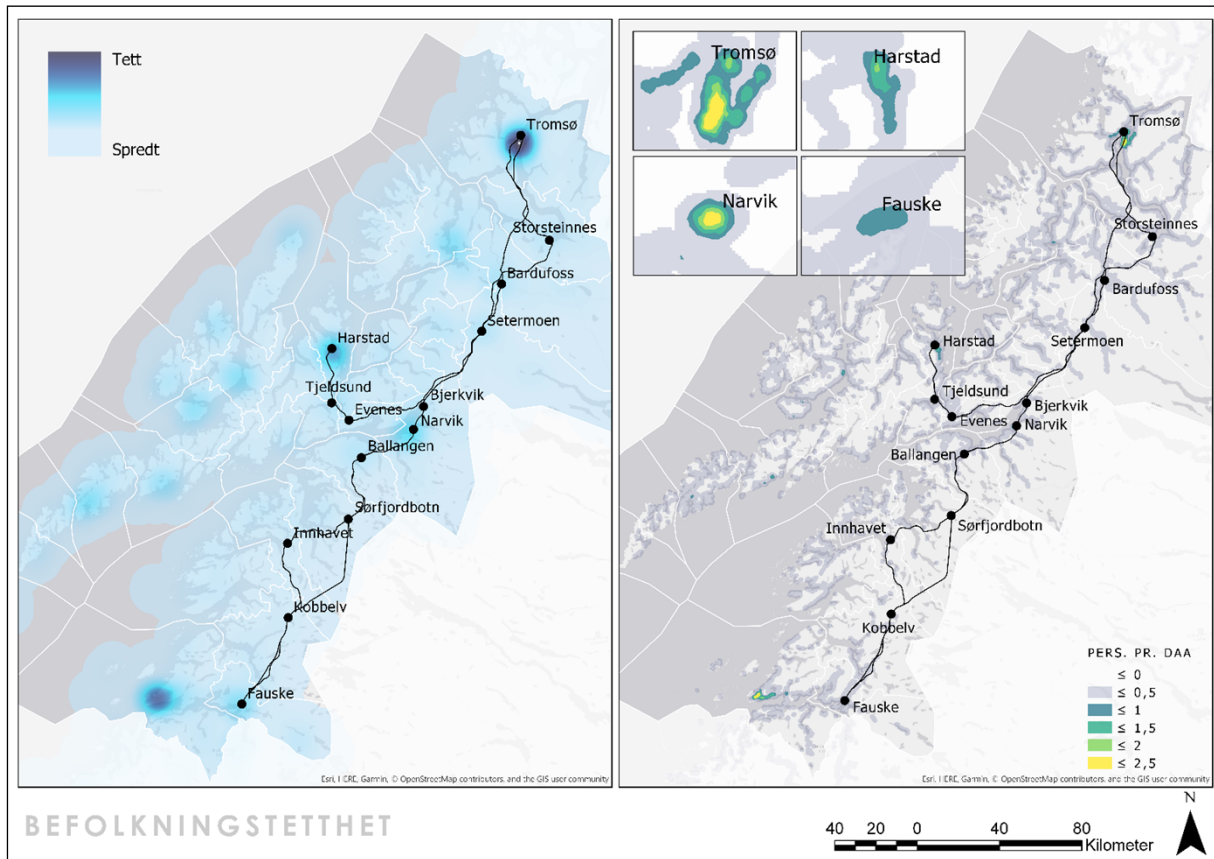 Tett
Spredt
Tromsø
Storsteinnes
Bardufoss
Setermoen
Harstad
Tjeldsund
Evenes
Bjerkvik
Narvik
Ballangen
Sørfjordbotn
Innhavet
Kobbelv
Fauske
Esri, HERE, Garmin, © OpenStreetMap contributors, and the GIS user community
Tromsø
Harstad
Narvik
Fauske
Tromsø
Storsteinnes
Bardufoss
Setermoen
Harstad
Tjeldsund
Evenes
Bjerkvik
Narvik
Ballangen
Sørfjordbotn
Innhavet
Kobbelv
Fauske
PERS. PR. DAA
≤ 0
≤ 0,5
≤ 1
≤ 1,5
≤ 2
≤ 2,5
Esri, HERE, Garmin, © OpenStreetMap contributors, and the GIS user community
BEFOLKNINGSTETTHET
N
40 20 0 40 80
Kilometer